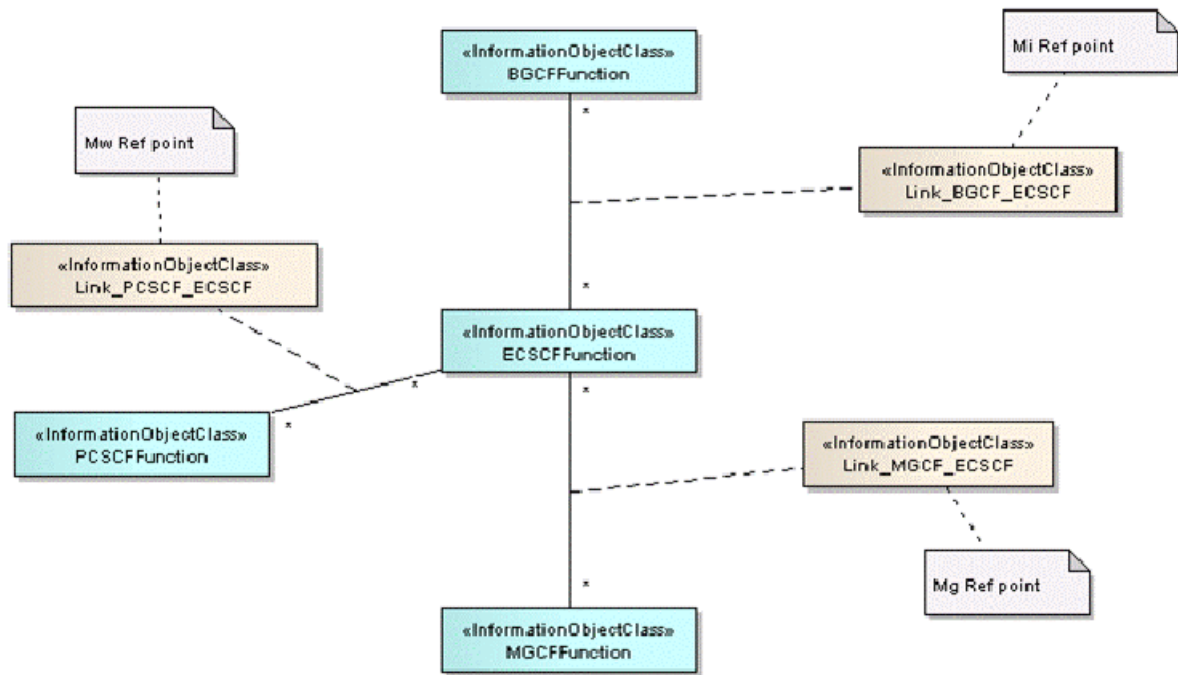 «InformationObjectClass»
BGCFFunction
Mi Ref point
*
Mw Ref point
«InformationObjectClass»
Link_BGCF_ECSCF
«InformationObjectClass»
Link_PCSCF_ECSCF
*
«InformationObjectClass»
ECSCFFunction
*
*
*
«InformationObjectClass»
PCSCFFunction
«InformationObjectClass»
Link_MGCF_ECSCF
*
Mg Ref point
«InformationObjectClass»
MGCFFunction